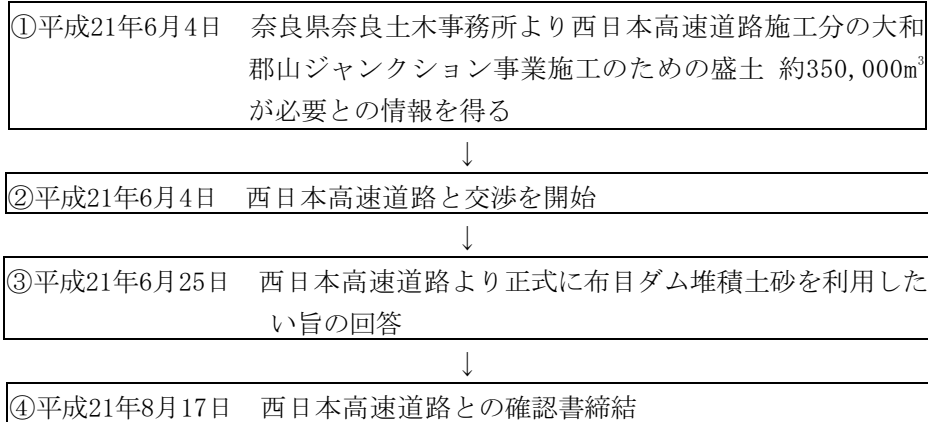 ①平成21年6月4日　奈良県奈良土木事務所より西日本高速道路施工分の大和
郡山ジャンクション事業施工のための盛土 約350,000m³
が必要との情報を得る
↓
②平成21年6月4日　西日本高速道路と交渉を開始
↓
③平成21年6月25日　西日本高速道路より正式に布目ダム堆積土砂を利用した
い旨の回答
↓
④平成21年8月17日　西日本高速道路との確認書締結